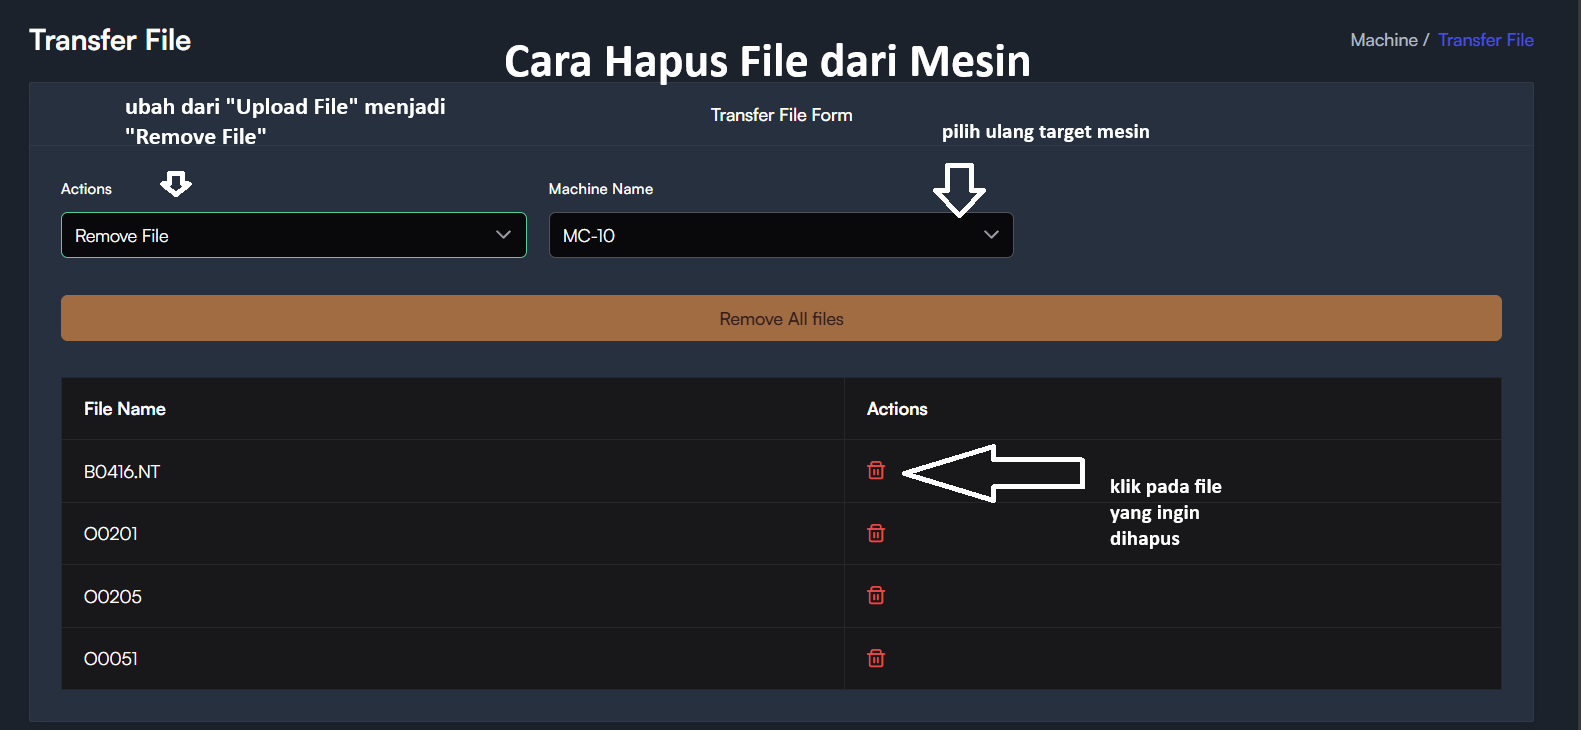 Transfer File
Cara Hapus File dari Mesin
Machine / Transfer File
ubah dari "Upload File" menjadi
"Remove File"
Transfer File Form
pilih ulang target mesin
Actions
Machine Name
Remove File
MC-10
Remove All files
File Name
Actions
B0416.NT
klik pada file
yang ingin
dihapus
O0201
O0205
O0051